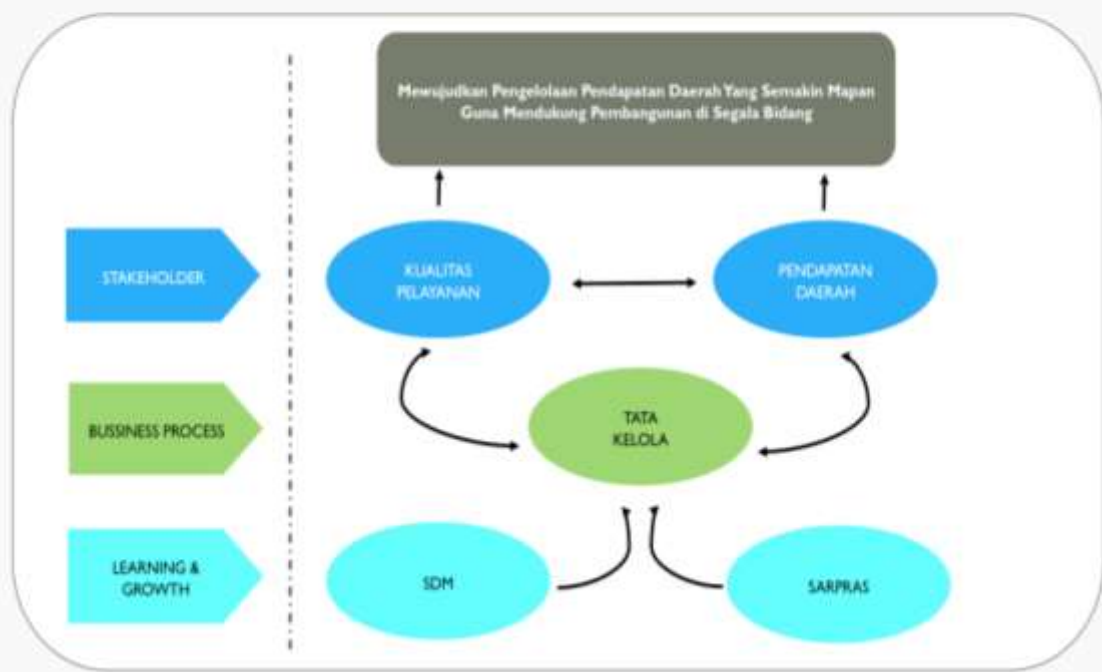 Mewujudkan Pengelolaan Pendapatan Daerah Yang Semakin Mapan
Guna Mendukung Pembangunan di Segala Bidang
STAKEHOLDER
KUALITAS
PELAYANAN
PENDAPATAN
DAERAH
BUSSINESS PROCESS
TATA
KELOLA
LEARNING &
GROWTH
SDM
SARPRAS